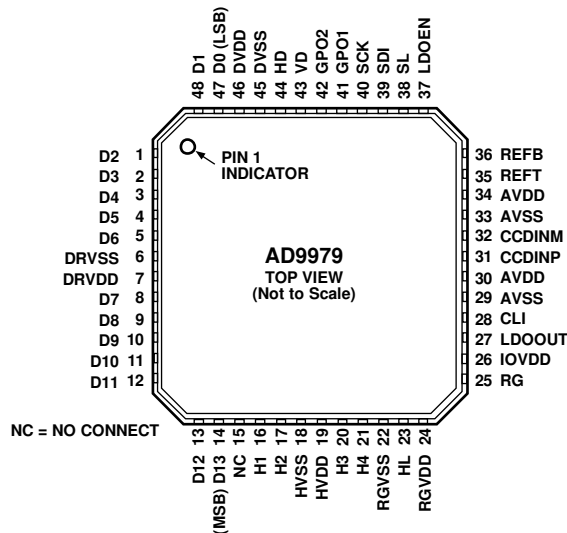 48 D1
47 D0 (LSB)
46 DVDD
45 DVSS
44 HD
43 VD
42 GPO2
41 GPO1
40 SCK
39 SDI
38 SL
37 LDOEN
D2 1
D3 2
D4 3
D5 4
D6 5
DRVSS 6
DRVDD 7
D7 8
D8 9
D9 10
D10 11
D11 12
PIN 1
INDICATOR
AD9979
TOP VIEW
(Not to Scale)
36 REFB
35 REFT
34 AVDD
33 AVSS
32 CCDINM
31 CCDINP
30 AVDD
29 AVSS
28 CLI
27 LDOOUT
26 IOVDD
25 RG
NC = NO CONNECT
D12 13
(MSB) D13 14
NC 15
H1 16
H2 17
HVSS 18
HVDD 19
H3 20
H4 21
RGVSS 22
HL 23
RGVDD 24